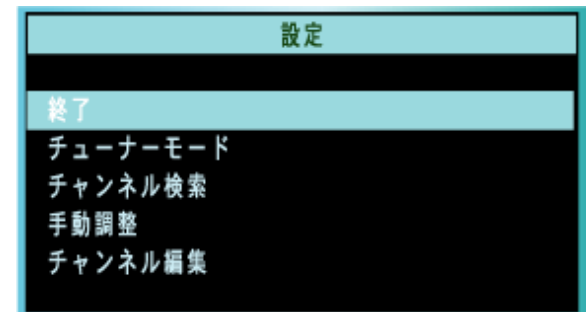 設定
終了
チューナーモード
チャンネル検索
手動調整
チャンネル編集